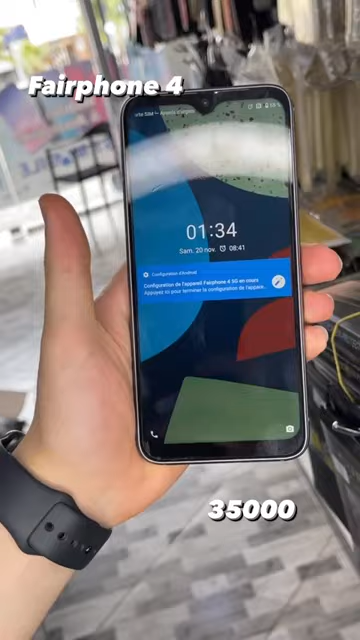 Fairphone 4
01:34
Sam. 20 nov. 08:41
Configuration d'Android
Configuration de l'appareil Fairphone 4 5G en cours
Appuyez ici pour terminer la configuration de l'appare…
35000